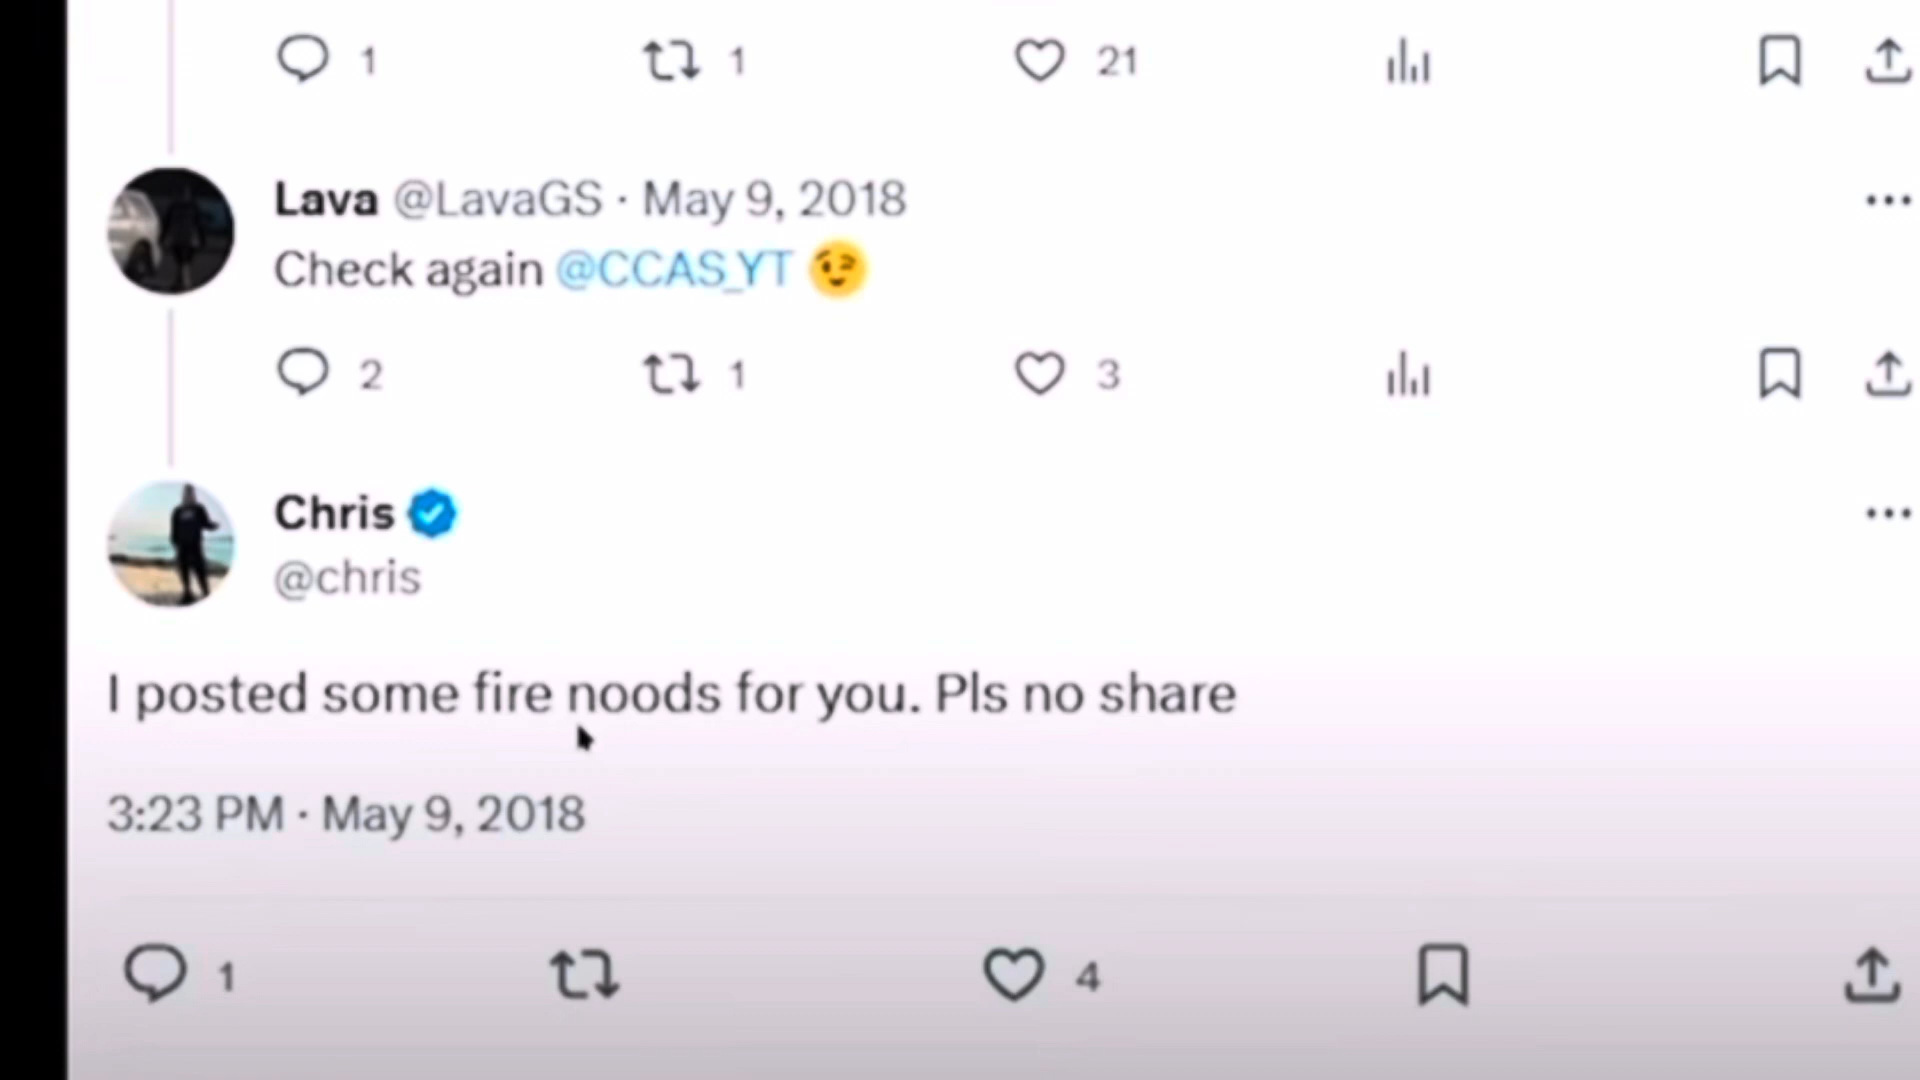 1 1 21
Lava @LavaGS · May 9, 2018
Check again @CCAS_YT 😉
2 1 3
Chris
@chris
I posted some fire noods for you. Pls no share
3:23 PM · May 9, 2018
1 4